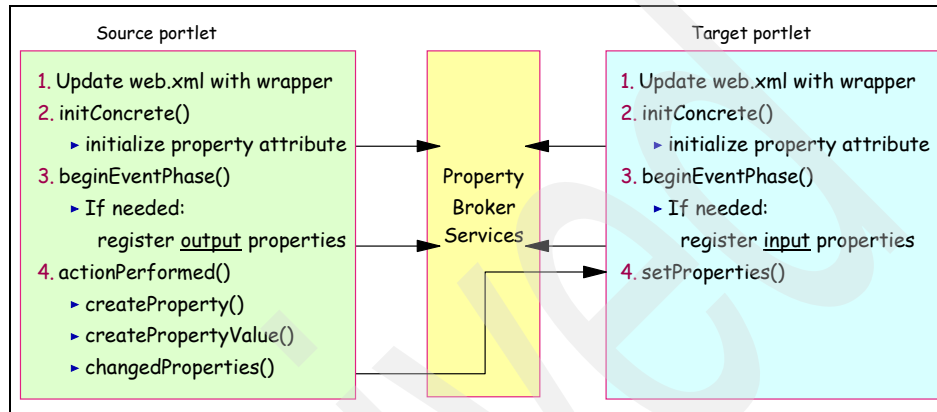 Source portlet
1. Update web.xml with wrapper
2. initConcrete()
initialize property attribute
3. beginEventPhase()
If needed:
register output properties
4. actionPerformed()
createProperty()
createPropertyValue()
changedProperties()
Property
Broker
Services
Target portlet
1. Update web.xml with wrapper
2. initConcrete()
initialize property attribute
3. beginEventPhase()
If needed:
register input properties
4. setProperties()